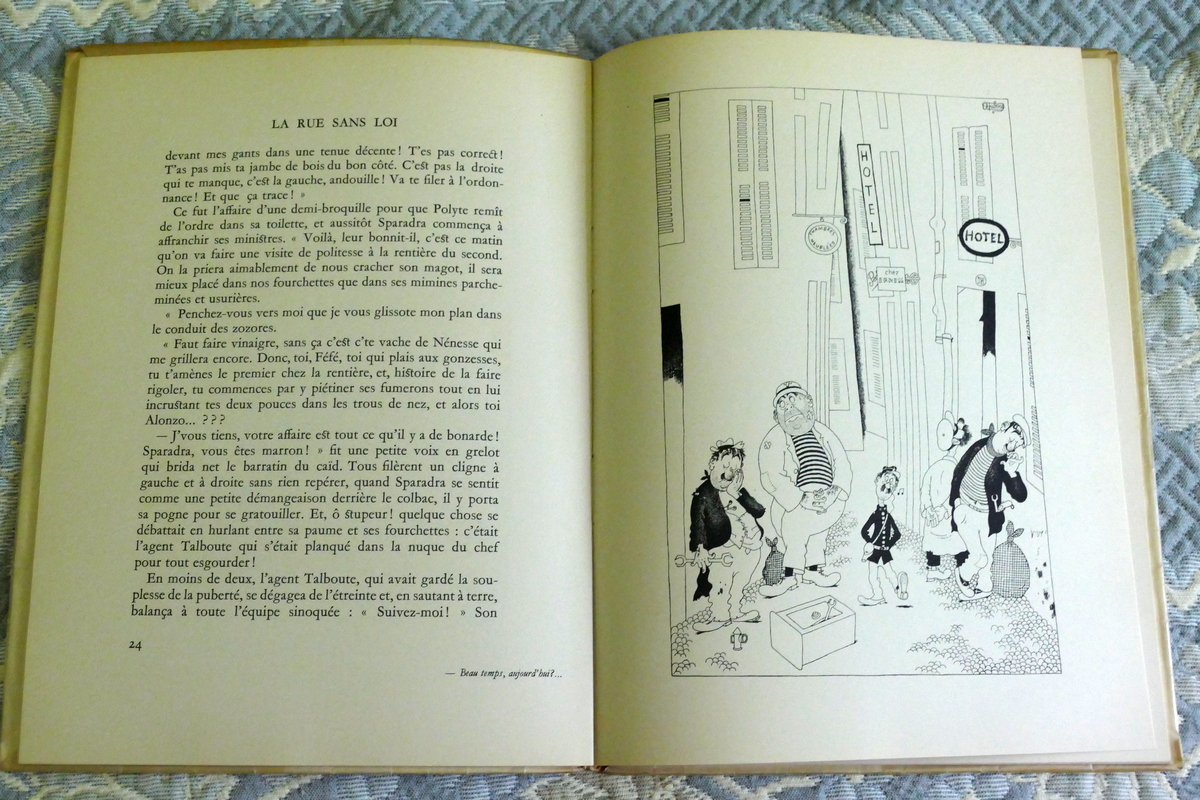 LA RUE SANS LOI
devant mes gants dans une tenue décente ! T'es pas correct !
T'as pas mis ta jambe de bois du bon côté. C'est pas la droite
qui te manque, c'est la gauche, andouille ! Va te filer à l'ordon-
nance ! Et que ça trace ! »
Ce fut l'affaire d'une demi-broquille pour que Polyte remît
de l'ordre dans sa toilette, et aussitôt Sparadra commença à
affranchir ses ministres. « Voilà, leur bonnit-il, c'est ce matin
qu'on va faire une visite de politesse à la rentière du second.
On la priera aimablement de nous cracher son magot, il sera
mieux placé dans nos fourchettes que dans ses mimines parche-
minées et usurières.
« Penchez-vous vers moi que je vous glissote mon plan dans
le conduit des zozores.
« Faut faire vinaigre, sans ça c'est c'te vache de Nénesse qui
me grillera encore. Donc, toi, Féfé, toi qui plais aux gonzesses,
tu t'amènes le premier chez la rentière, et, histoire de la faire
rigoler, tu commences par y piétiner ses fumerons tout en lui
incrustant tes deux pouces dans les trous de nez, et alors toi
Alonzo... ? ? ?
— J'vous tiens, votre affaire est tout ce qu'il y a de bonarde !
Sparadra, vous êtes marron ! » fit une petite voix en grelot
qui brida net le barratin du caïd. Tous filèrent un cligne à
gauche et à droite sans rien repérer, quand Sparadra se sentit
comme une petite démangeaison derrière le colbac, il y porta
sa pogne pour se gratouiller. Et, ô stupeur ! quelque chose se
débattait en hurlant entre sa paume et ses fourchettes : c'était
l'agent Talboute qui s'était planqué dans la nuque du chef
pour tout esgourder !
En moins de deux, l'agent Talboute, qui avait gardé la sou-
plesse de la puberté, se dégagea de l'étreinte et, en sautant à terre,
balança à toute l'équipe sinoquée : « Suivez-moi ! » Son
24
— Beau temps, aujourd'hui ?...
HOTEL
CHAMBRES
MEUBLÉES
HOTEL
chez